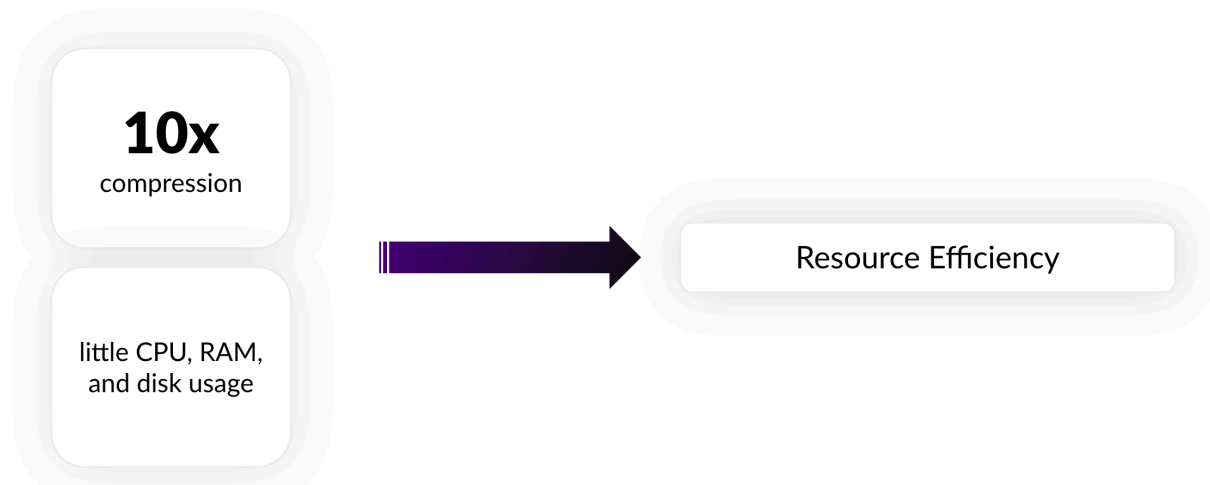 10x
compression
little CPU, RAM,
and disk usage
Resource Efficiency